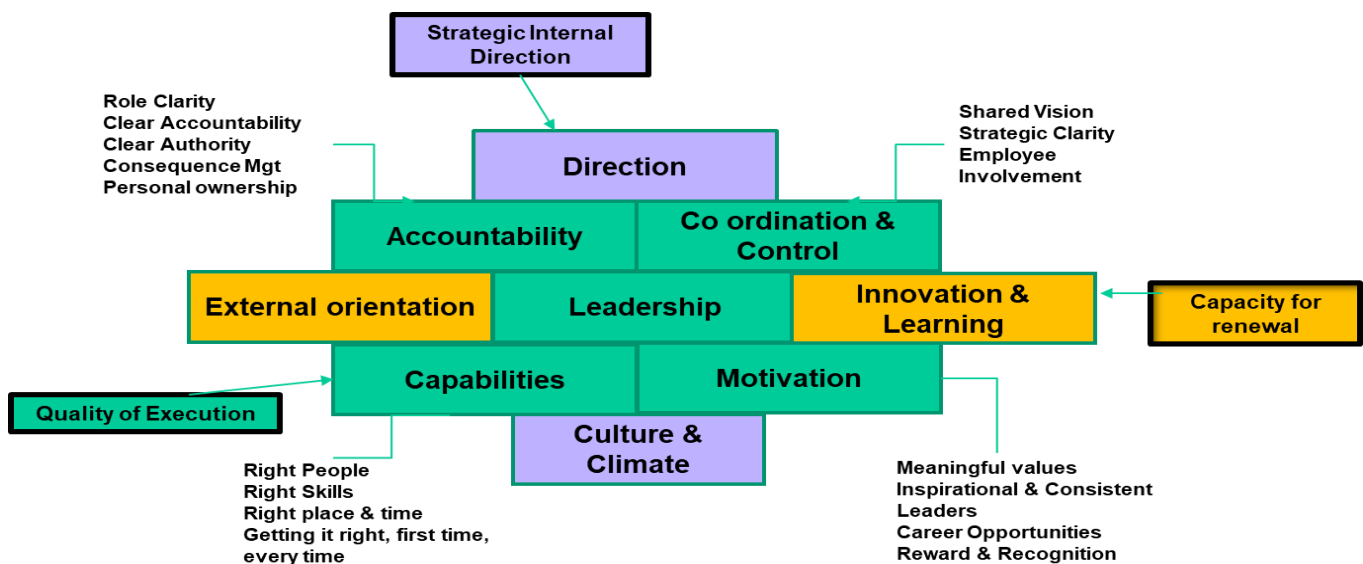 Strategic Internal
Direction
Role Clarity
Clear Accountability
Clear Authority
Consequence Mgt
Personal ownership
Shared Vision
Strategic Clarity
Employee
Involvement
Direction
Accountability
Co ordination &
Control
External orientation
Leadership
Innovation &
Learning
Capacity for
renewal
Capabilities
Motivation
Quality of Execution
Culture &
Climate
Right People
Right Skills
Right place & time
Getting it right, first time,
every time
Meaningful values
Inspirational & Consistent
Leaders
Career Opportunities
Reward & Recognition